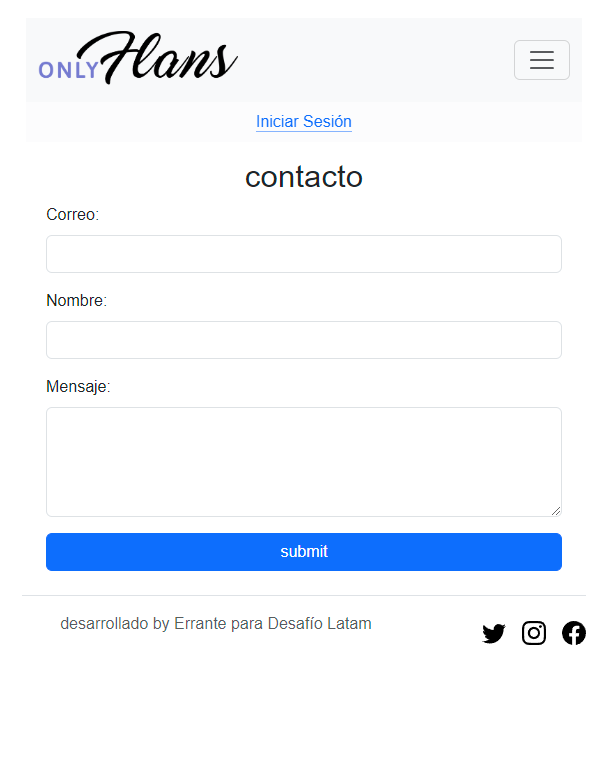 ONLY Flans
Iniciar Sesión
contacto
Correo:
Nombre:
Mensaje:
submit
desarrollado by Errante para Desafío Latam